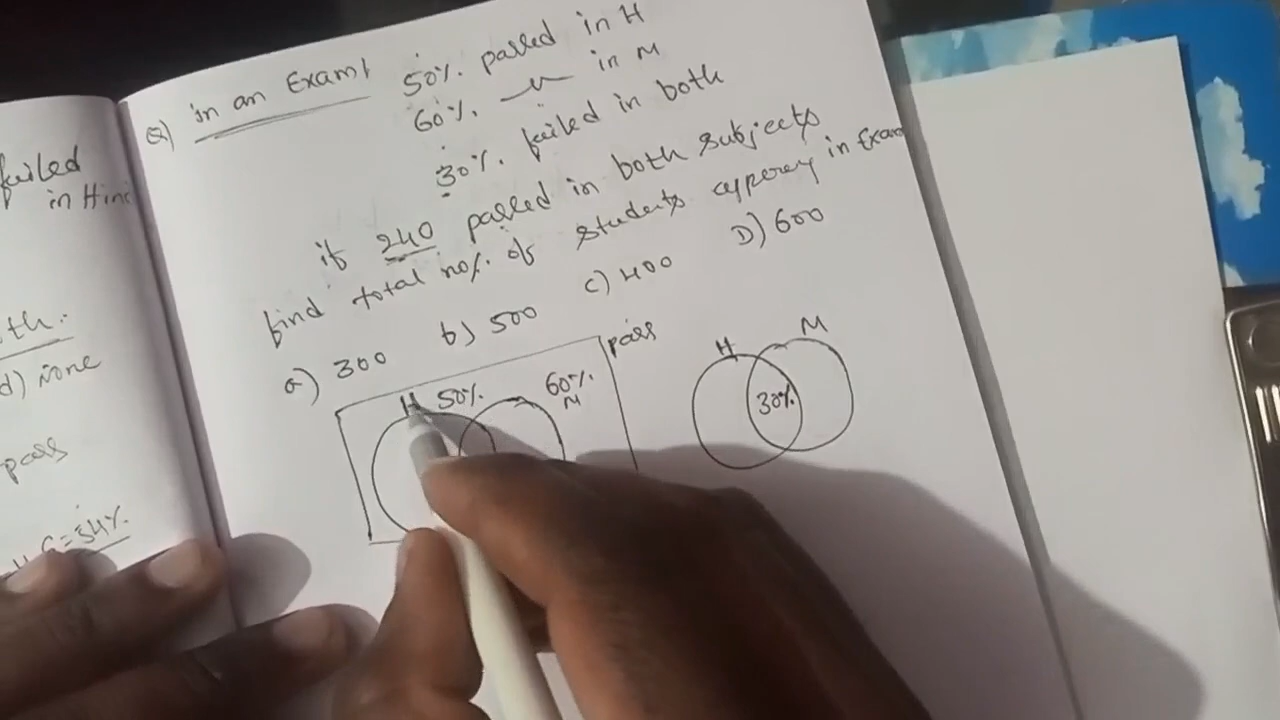 failed
in Hin
th.
d) None
pass
G = 34%
Q) in an Exam, 50% passed in H
60% —〃— in M
30% failed in both
if 240 passed in both subjects
find total no/. of students apperey in Exam
a) 300 b) 500 c) 400 D) 600
pass
H 50%
60%
M
H
M
30%